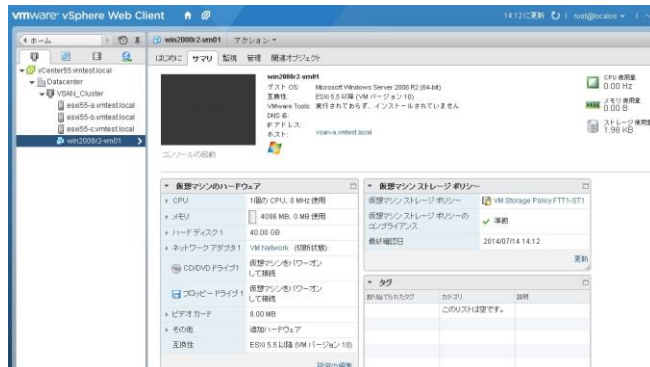 vmware® vSphere Web Client
14:12に更新 | root@localos
ホーム
win2008r2-vm01 アクション
はじめに サマリ 監視 管理 関連オブジェクト
vCenter55.vmtest.local
Datacenter
VSAN_Cluster
esxi55-a.vmtest.local
esxi55-b.vmtest.local
esxi55-c.vmtest.local
win2008r2-vm01
コンソールの起動
win2008r2-vm01
ゲスト OS: Microsoft Windows Server 2008 R2 (64-bit)
互換性: ESXi 5.5 以降 (VM バージョン 10)
VMware Tools: 実行されておらず、インストールされていません
DNS 名:
IP アドレス:
ホスト: vsan-a.vmtest.local
CPU 使用量
0.00 HZ
メモリ使用量
0.00 B
ストレージ使用量
1.98 KB
仮想マシンのハードウェア
CPU 1個の CPU、0 MHz 使用
メモリ 4096 MB、0 MB 使用
ハードディスク 1 40.00 GB
ネットワーク アダプタ 1 VM Network (切断状態)
CD/DVD ドライブ 1 仮想マシンをパワーオン
して接続
フロッピー ドライブ 1 仮想マシンをパワーオン
して接続
ビデオ カード 8.00 MB
その他 追加ハードウェア
互換性 ESXi 5.5 以降 (VM バージョン 10)
設定の編集
仮想マシン ストレージ ポリシー
仮想マシン ストレージ ポリシー VM Storage Policy FTT1-ST1
仮想マシン ストレージ ポリシーの
コンプライアンス 準拠
最終確認日 2014/07/14 14:12
更新
タグ
割り当てられたタグ カテゴリ 説明
このリストは空です。